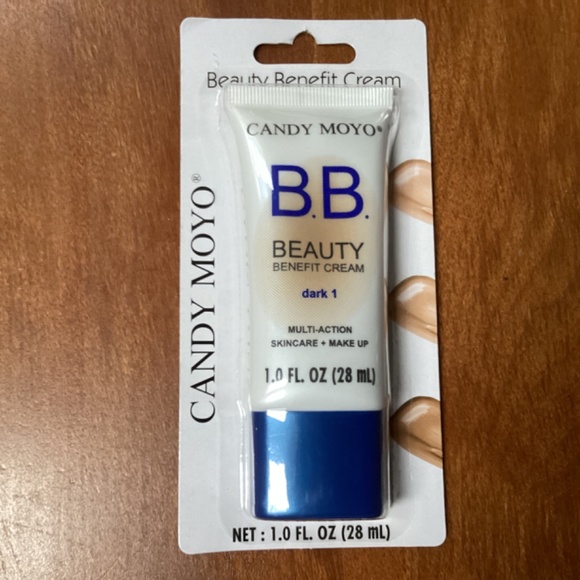 Beauty Benefit Cream
CANDY MOYO®
CANDY MOYO®
B.B.
BEAUTY
BENEFIT CREAM
dark 1
MULTI-ACTION
SKINCARE + MAKE UP
1.0 FL. OZ (28 mL)
NET : 1.0 FL. OZ (28 mL)